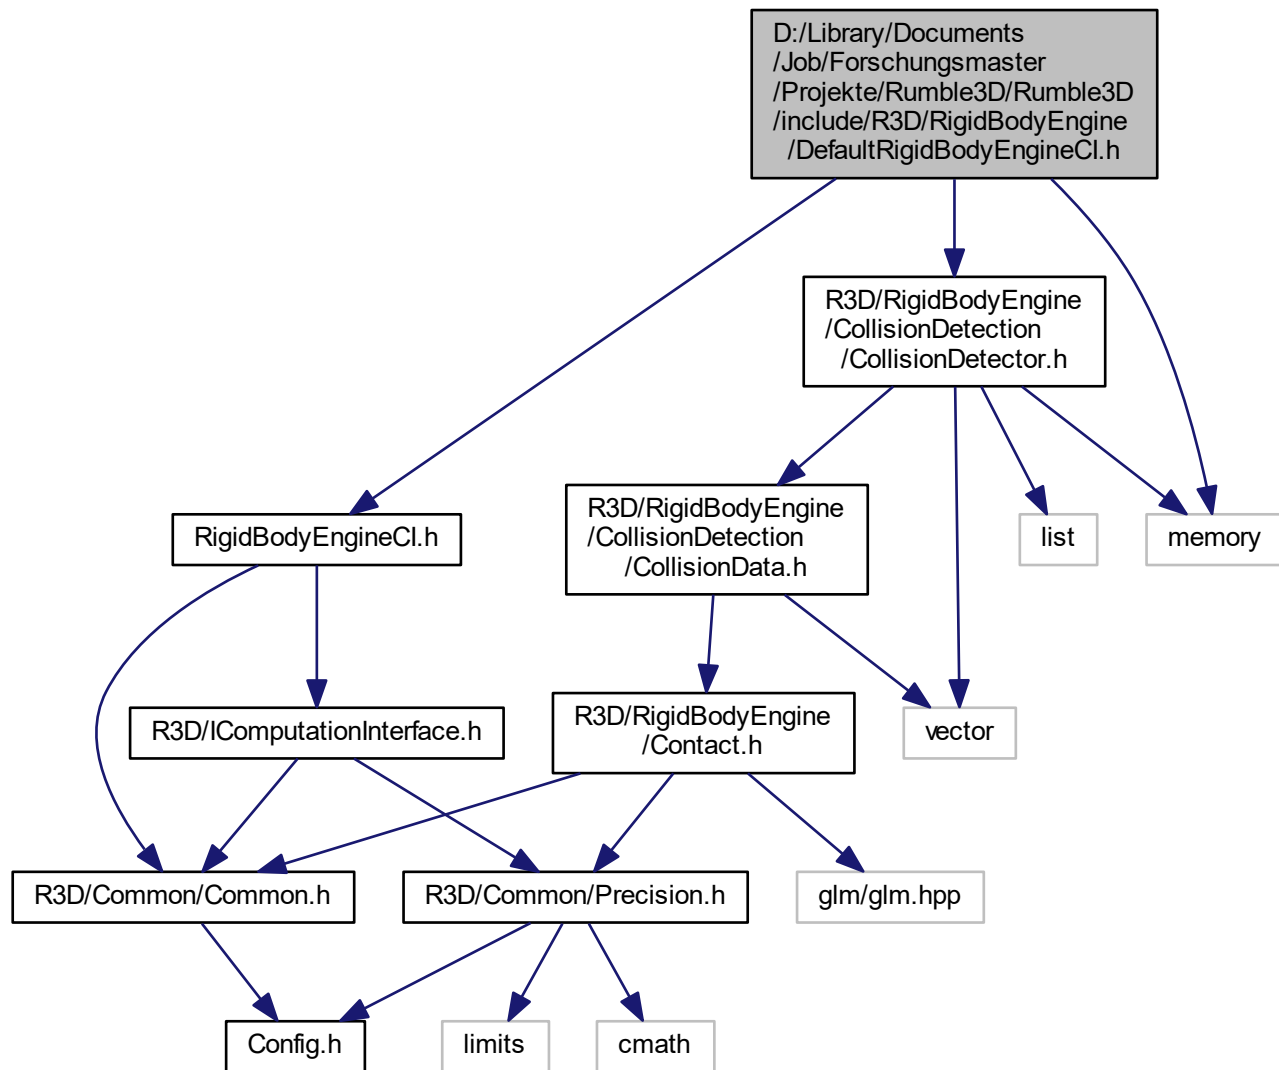 D:/Library/Documents
/Job/Forschungsmaster
/Projekte/Rumble3D/Rumble3D
/include/R3D/RigidBodyEngine
/DefaultRigidBodyEngineCI.h
R3D/RigidBodyEngine
/CollisionDetection
/CollisionDetector.h
RigidBodyEngineCI.h
R3D/RigidBodyEngine
/CollisionDetection
/CollisionData.h
list
memory
R3D/IComputationInterface.h
R3D/RigidBodyEngine
/Contact.h
vector
R3D/Common/Common.h
R3D/Common/Precision.h
glm/glm.hpp
Config.h
limits
cmath